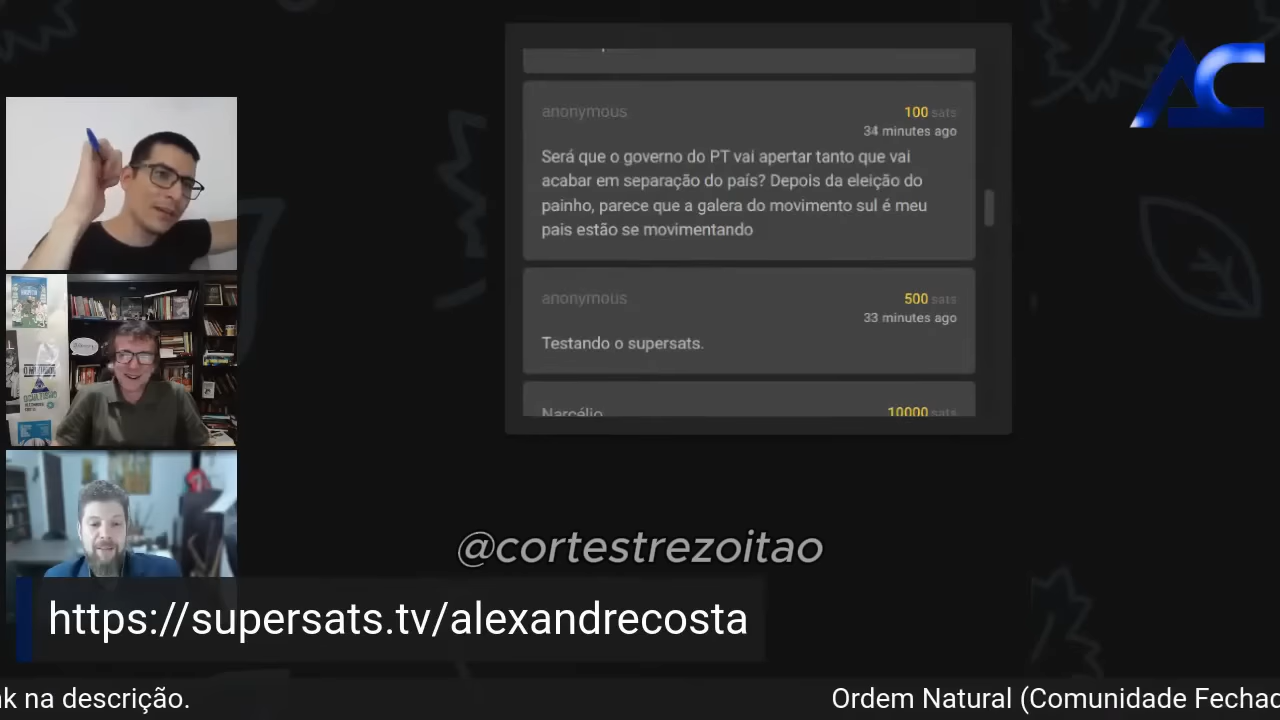 AC
anonymous
100 sats
34 minutes ago
Será que o governo do PT vai apertar tanto que vai
acabar em separação do país? Depois da eleição do
painho, parece que a galera do movimento sul é meu
pais estão se movimentando
anonymous
500 sats
33 minutes ago
Testando o supersats.
Narcélio
10000 sats
@cortestrezoitao
https://supersats.tv/alexandrecosta
na descrição.
Ordem Natural (Comunidade